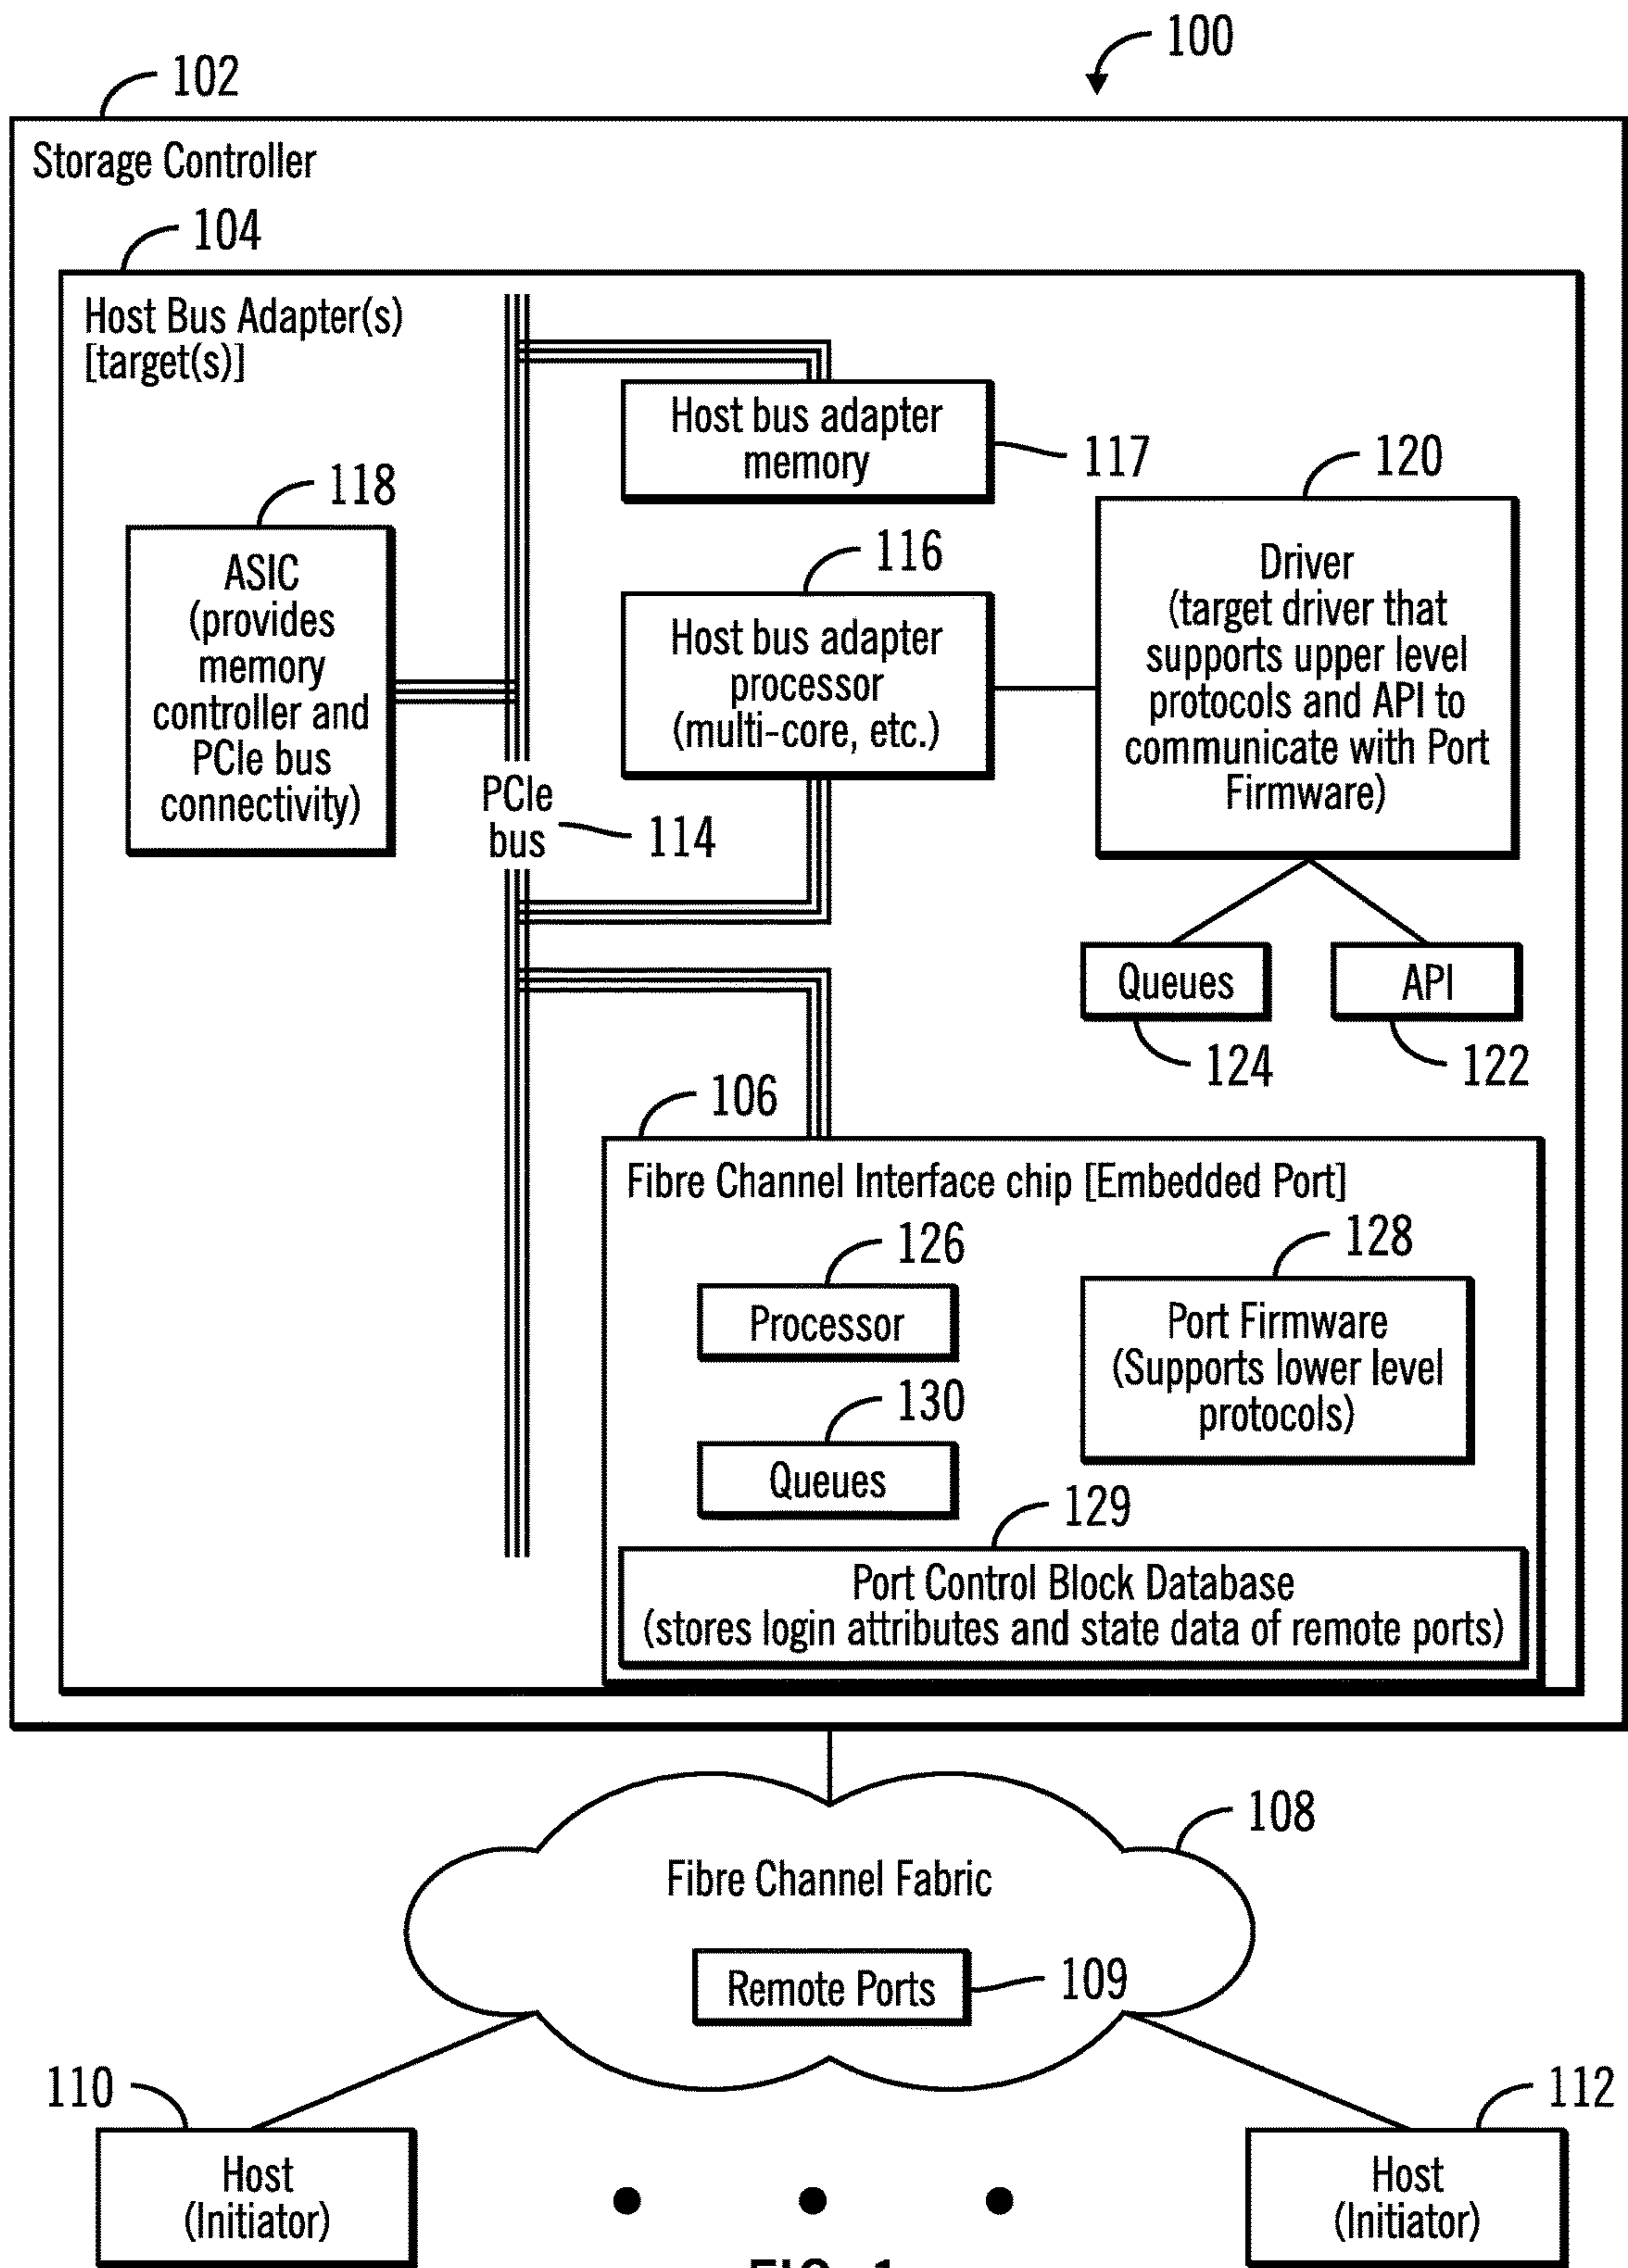 100
102
Storage Controller
104
Host Bus Adapter(s)
[target(s)]
Host bus adapter
memory
117
118
ASIC
(provides
memory
controller and
PCIe bus
connectivity)
116
Host bus adapter
processor
(multi-core, etc.)
120
Driver
(target driver that
supports upper level
protocols and API to
communicate with Port
Firmware)
PCIe
bus
114
Queues
124
API
122
106
Fibre Channel Interface chip [Embedded Port]
126
Processor
128
Port Firmware
(Supports lower level
protocols)
130
Queues
129
Port Control Block Database
(stores login attributes and state data of remote ports)
108
Fibre Channel Fabric
Remote Ports
109
110
Host
(Initiator)
112
Host
(Initiator)
FIG. 1